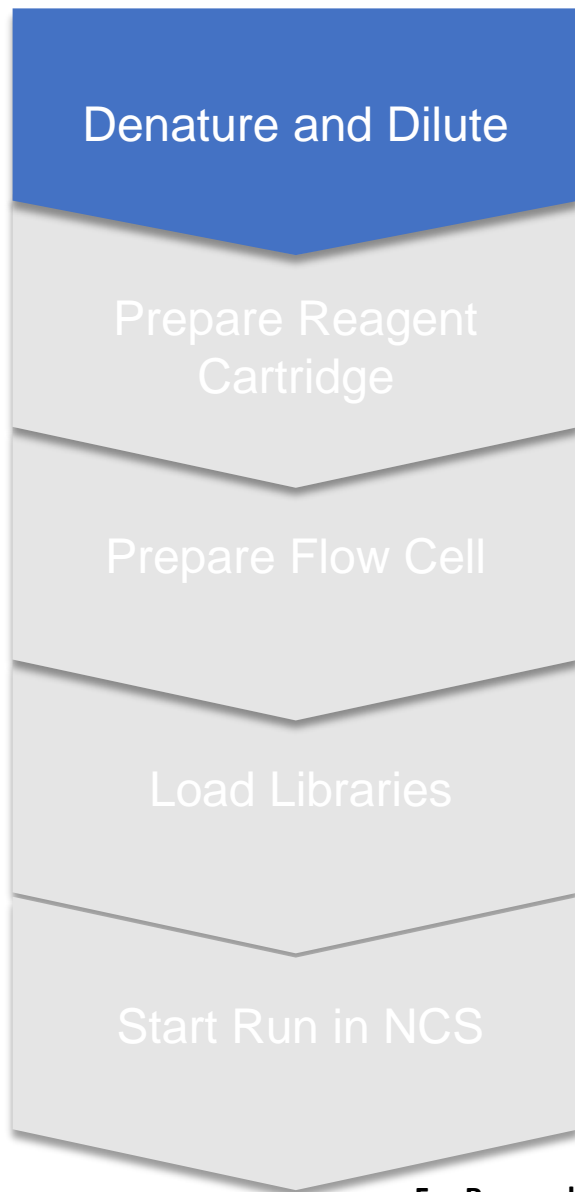 Denature and Dilute
Prepare Reagent
Cartridge
Prepare Flow Cell
Load Libraries
Start Run in NCS